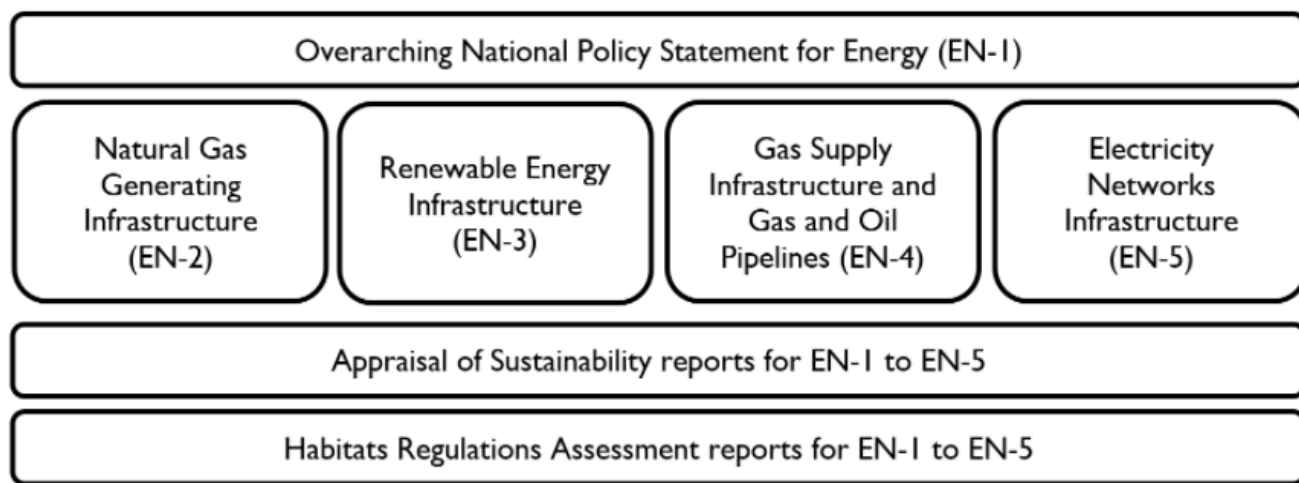 Overarching National Policy Statement for Energy (EN-1)
Natural Gas
Generating
Infrastructure
(EN-2)
Renewable Energy
Infrastructure
(EN-3)
Gas Supply
Infrastructure and
Gas and Oil
Pipelines (EN-4)
Electricity
Networks
Infrastructure
(EN-5)
Appraisal of Sustainability reports for EN-1 to EN-5
Habitats Regulations Assessment reports for EN-1 to EN-5